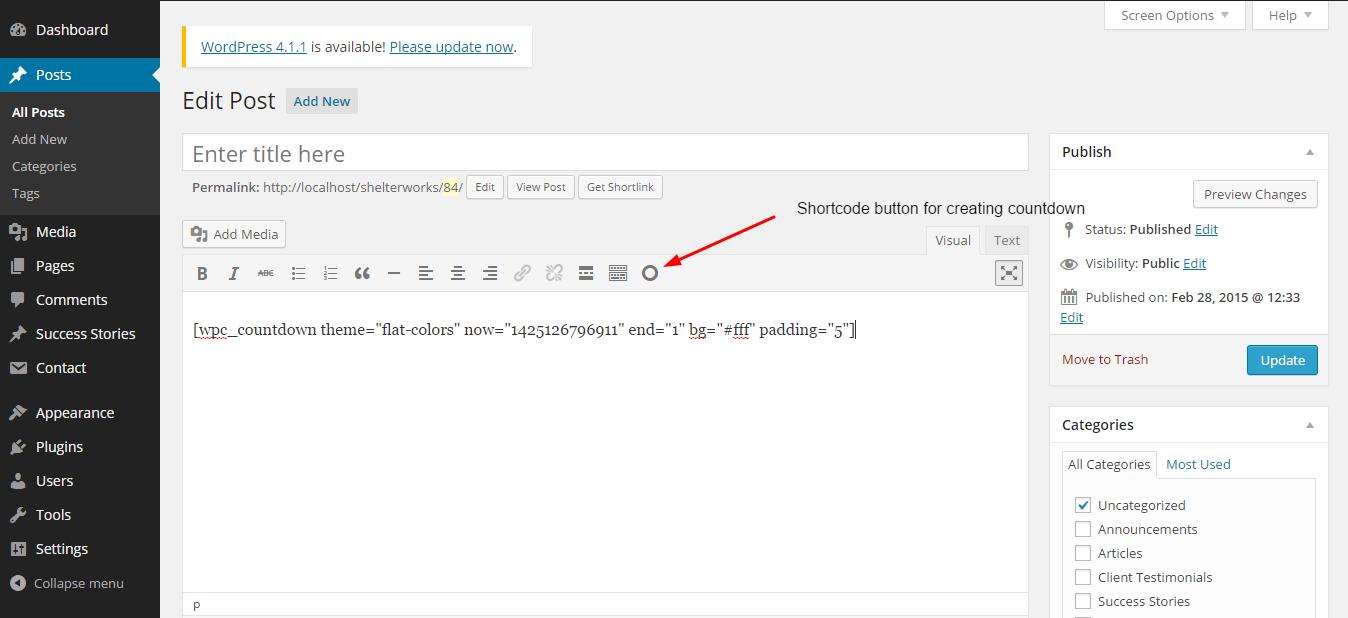 Dashboard
Posts
All Posts
Add New
Categories
Tags
Media
Pages
Comments
Success Stories
Contact
Appearance
Plugins
Users
Tools
Settings
Collapse menu
Screen Options
Help
WordPress 4.1.1 is available! Please update now.
Edit Post Add New
Enter title here
Permalink: http://localhost/shelterworks/84/ Edit View Post Get Shortlink
Shortcode button for creating countdown
Add Media
Visual Text
B I ABC
[wpc_countdown theme="flat-colors" now="1425126796911" end="1" bg="#fff" padding="5"]
p
Publish
Preview Changes
Status: Published Edit
Visibility: Public Edit
Published on: Feb 28, 2015 @ 12:33
Edit
Move to Trash Update
Categories
All Categories Most Used
Uncategorized
Announcements
Articles
Client Testimonials
Success Stories